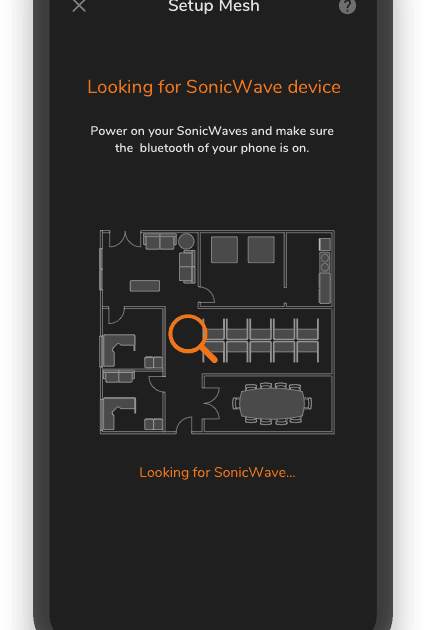 Setup Mesh
?
Looking for SonicWave device
Power on your SonicWaves and make sure
the bluetooth of your phone is on.
Looking for SonicWave...